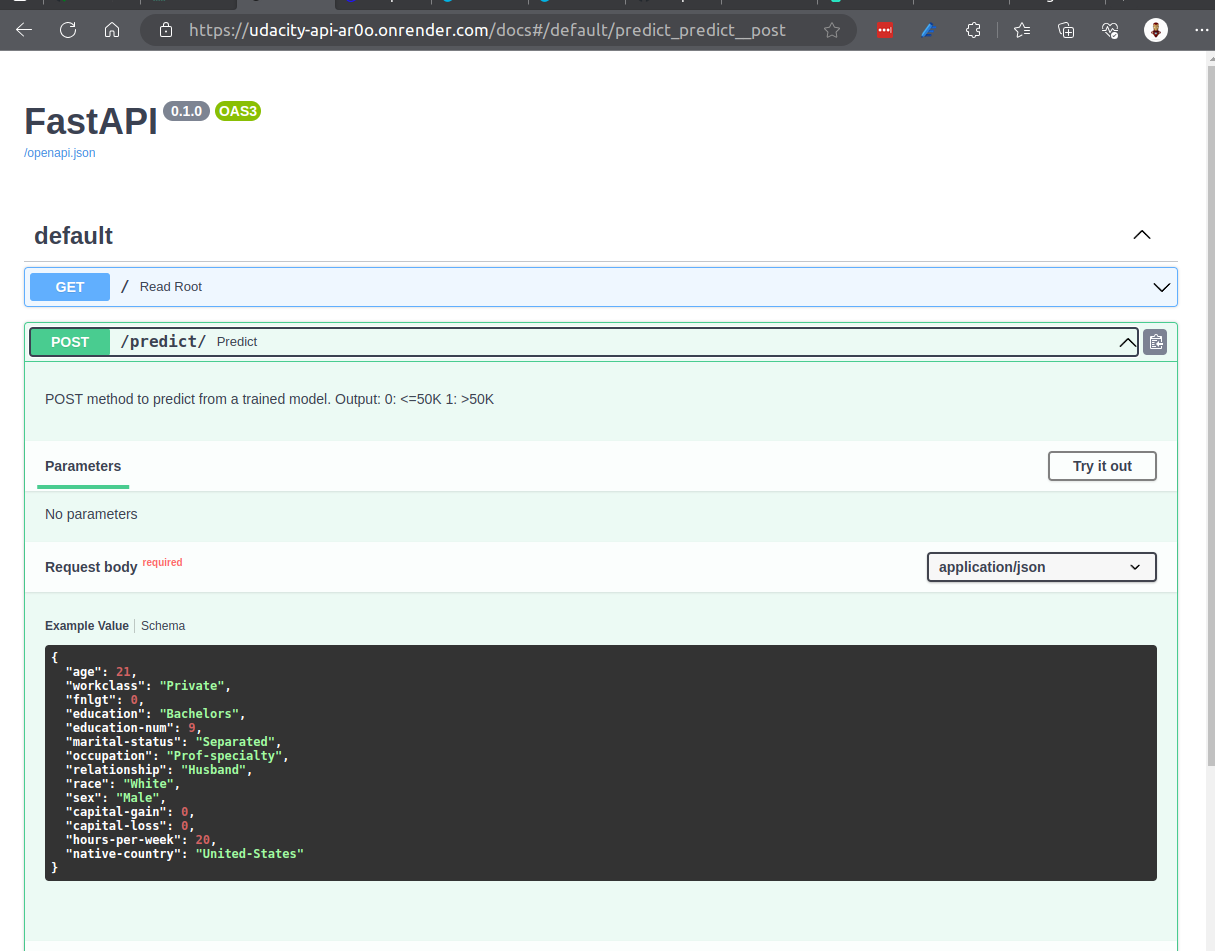 https://udacity-api-ar0o.onrender.com/docs#/default/predict_predict__post
FastAPI 0.1.0 OAS3
/openapi.json
default
GET / Read Root
POST /predict/ Predict
POST method to predict from a trained model. Output: 0: <=50K 1: >50K
Parameters Try it out
No parameters
Request body required application/json
Example Value Schema
{
"age": 21,
"workclass": "Private",
"fnlgt": 0,
"education": "Bachelors",
"education-num": 9,
"marital-status": "Separated",
"occupation": "Prof-specialty",
"relationship": "Husband",
"race": "White",
"sex": "Male",
"capital-gain": 0,
"capital-loss": 0,
"hours-per-week": 20,
"native-country": "United-States"
}